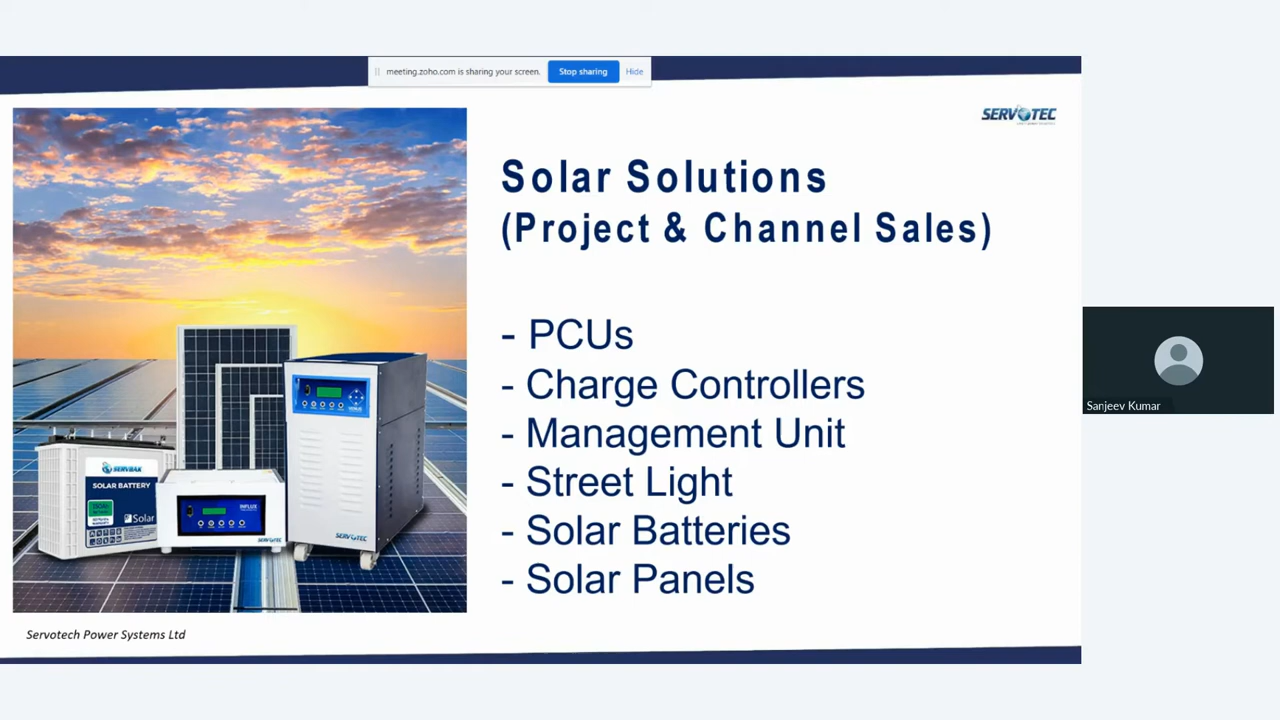 meeting.zoho.com is sharing your screen. Stop sharing Hide
SERVOTEC
Solar Solutions
(Project & Channel Sales)
- PCUs
- Charge Controllers
- Management Unit
- Street Light
- Solar Batteries
- Solar Panels
SERVBAK
SOLAR BATTERY
Solar
INFLUX
SERVOTEC
SERVOTEC
Servotech Power Systems Ltd
Sanjeev Kumar